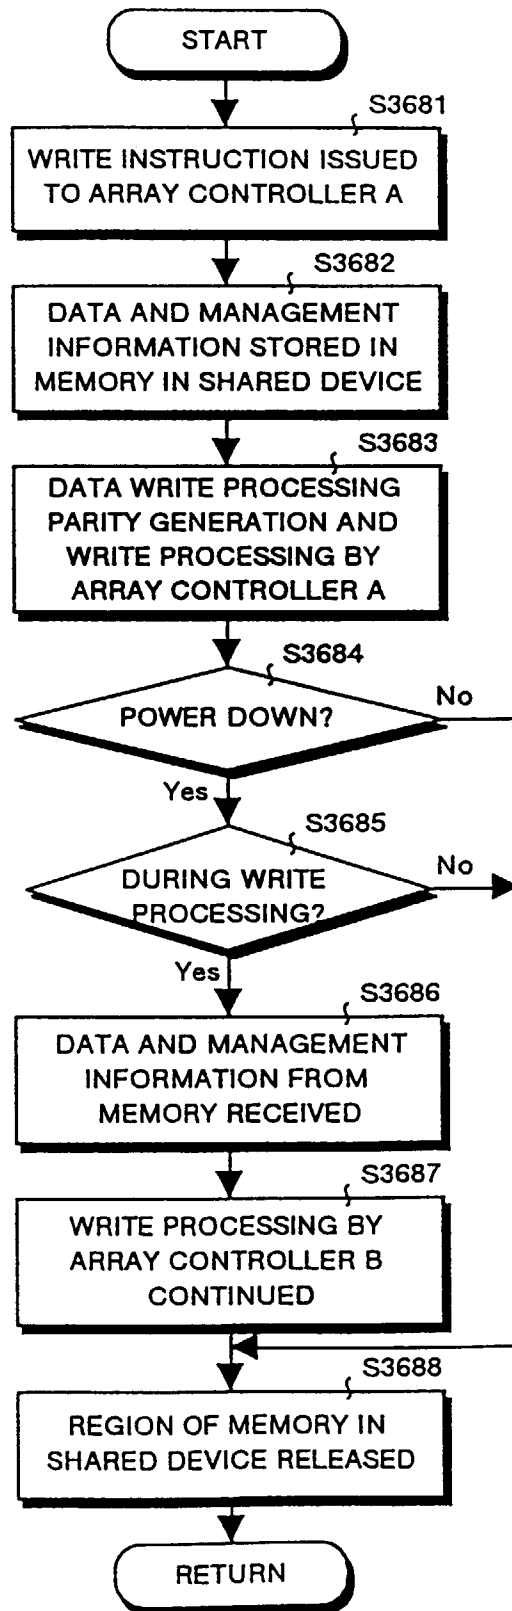 START
S3681
WRITE INSTRUCTION ISSUED
TO ARRAY CONTROLLER A
S3682
DATA AND MANAGEMENT
INFORMATION STORED IN
MEMORY IN SHARED DEVICE
S3683
DATA WRITE PROCESSING
PARITY GENERATION AND
WRITE PROCESSING BY
ARRAY CONTROLLER A
S3684
POWER DOWN?
No
Yes
S3685
DURING WRITE
PROCESSING?
No
Yes
S3686
DATA AND MANAGEMENT
INFORMATION FROM
MEMORY RECEIVED
S3687
WRITE PROCESSING BY
ARRAY CONTROLLER B
CONTINUED
S3688
REGION OF MEMORY IN
SHARED DEVICE RELEASED
RETURN